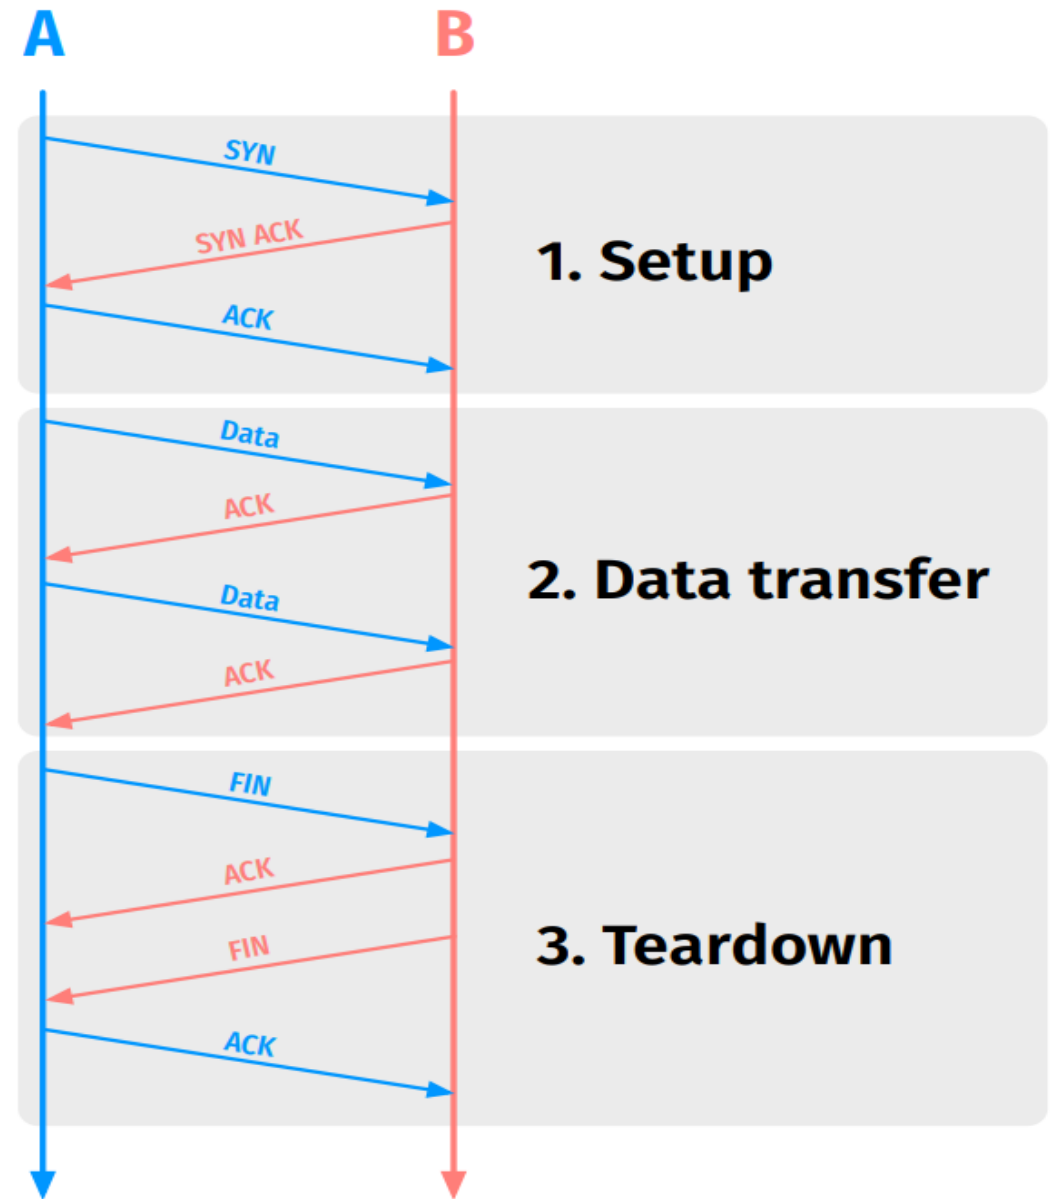 A
B
SYN
SYN ACK
1. Setup
ACK
Data
ACK
2. Data transfer
Data
ACK
FIN
ACK
FIN
3. Teardown
ACK